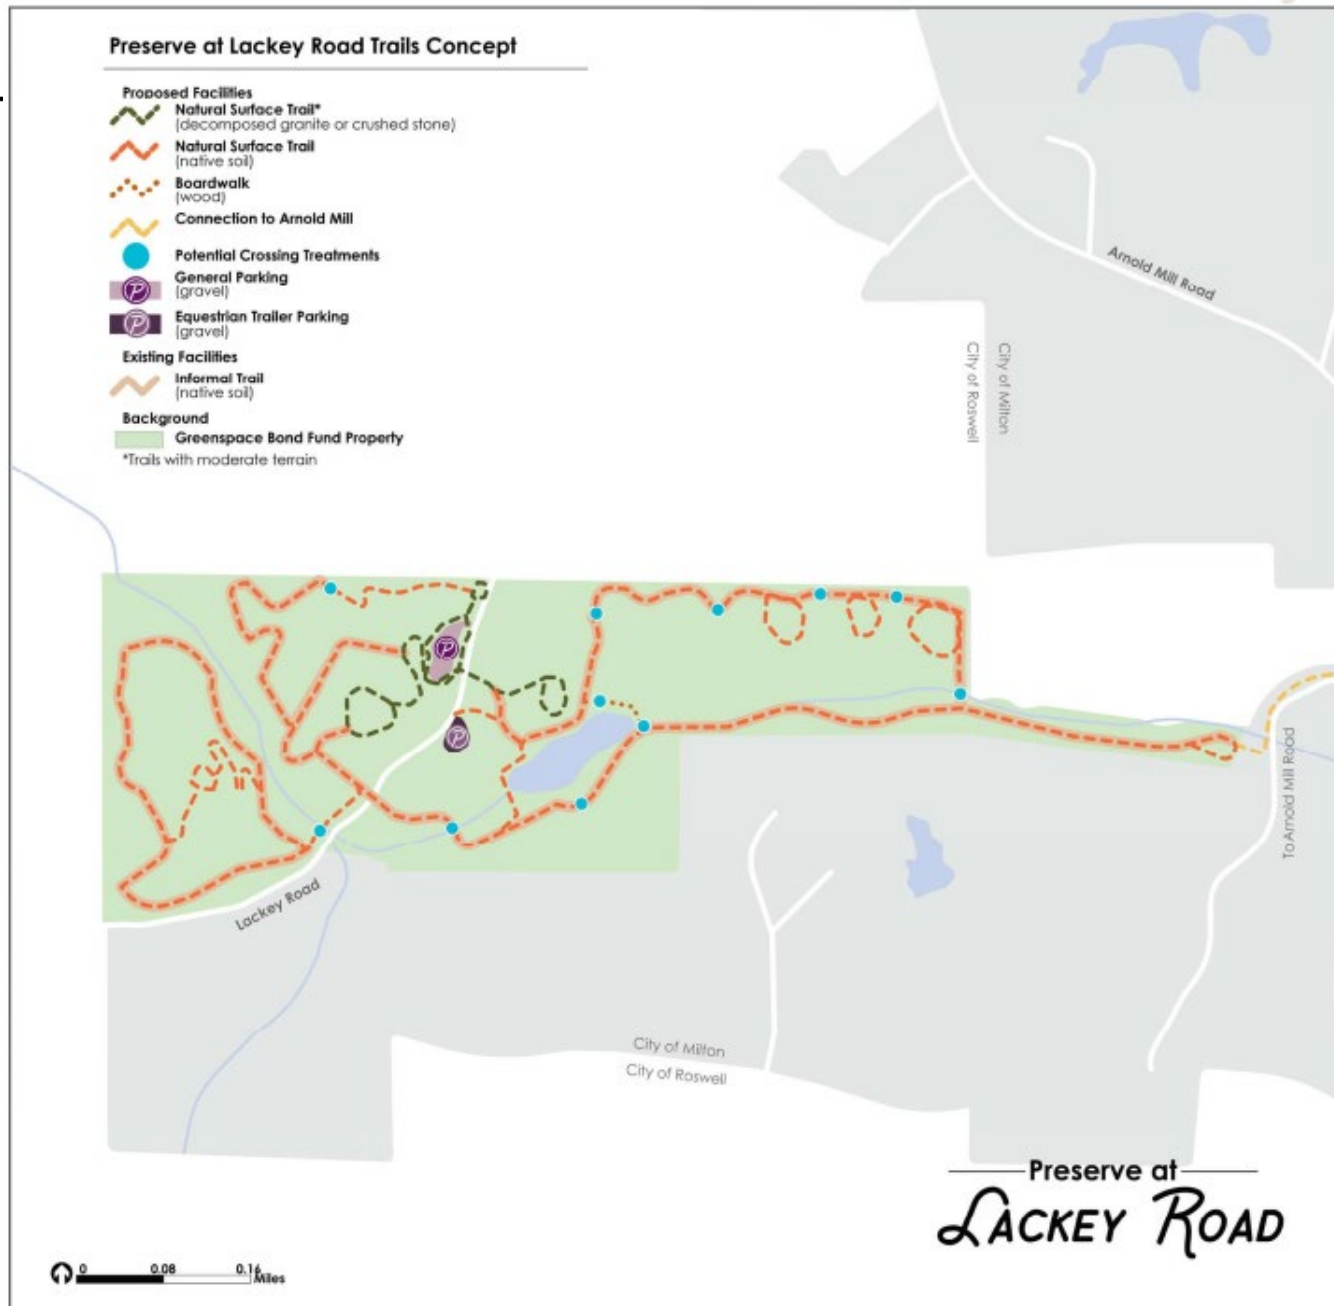 Preserve at Lackey Road Trails Concept
Proposed Facilities
Natural Surface Trail*
(decomposed granite or crushed stone)
Natural Surface Trail
(native soil)
Boardwalk
(wood)
Connection to Arnold Mill
Potential Crossing Treatments
P
General Parking
(gravel)
P
Equestrian Trailer Parking
(gravel)
Existing Facilities
Informal Trail
(native soil)
Background
Greenspace Bond Fund Property
*Trails with moderate terrain
Arnold Mill Road
City of Roswell
City of Milton
P
P
To Arnold Mill Road
Lackey Road
City of Milton
City of Roswell
Preserve at
LACKEY ROAD
0 0.08 0.16
Miles